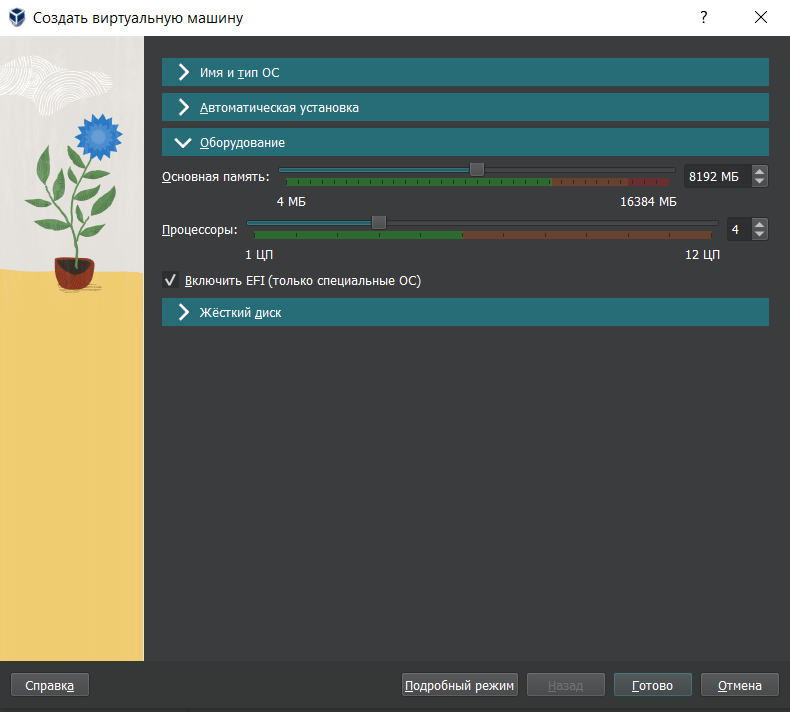 Создать виртуальную машину
?
Имя и тип ОС
Автоматическая установка
Оборудование
Основная память:
8192 МБ
4 МБ
16384 МБ
Процессоры:
4
1 ЦП
12 ЦП
Включить EFI (только специальные ОС)
Жёсткий диск
Справка
Подробный режим
Назад
Готово
Отмена